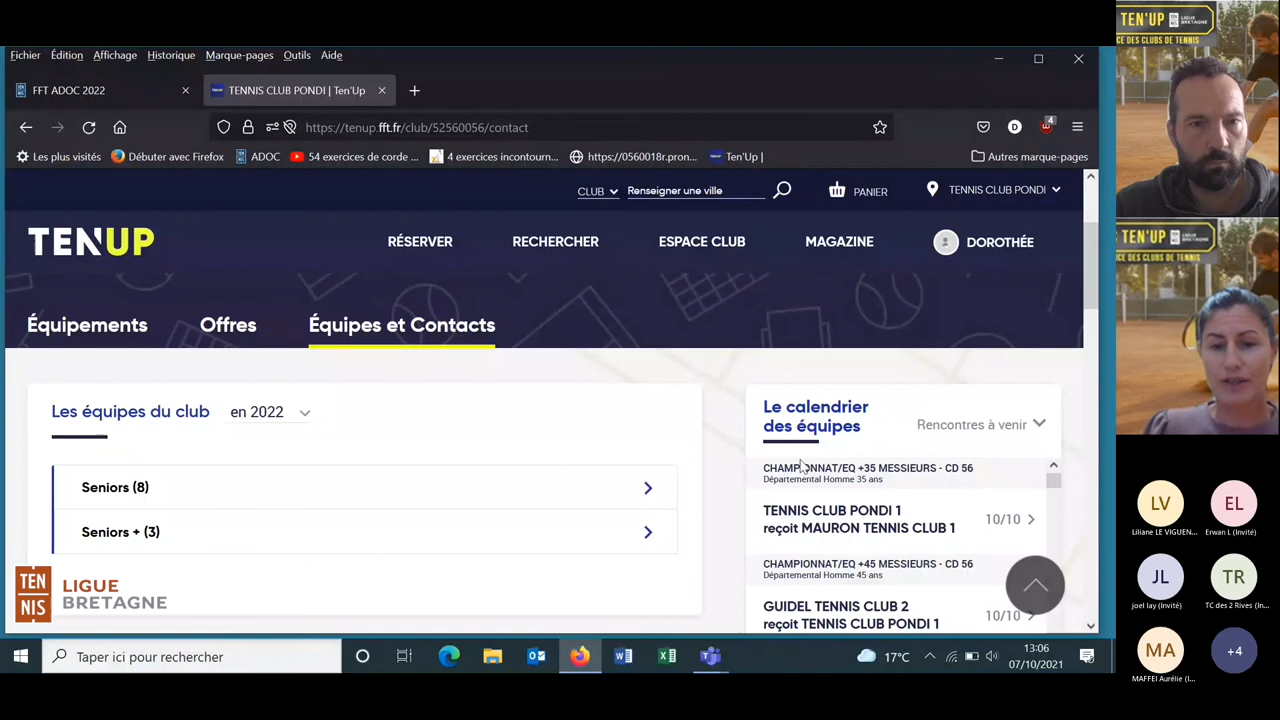 Fichier Édition Affichage Historique Marque-pages Outils Aide
FFT ADOC 2022
TENNIS CLUB PONDI | Ten'Up
https://tenup.fft.fr/club/52560056/contact
D
4
Les plus visités
Débuter avec Firefox
ADOC
54 exercices de corde ...
4 exercices incontourn...
https://0560018r.pron...
Ten'Up |
Autres marque-pages
CLUB
Renseigner une ville
PANIER
TENNIS CLUB PONDI
TEN'UP
RÉSERVER
RECHERCHER
ESPACE CLUB
MAGAZINE
DOROTHÉE
Équipements
Offres
Équipes et Contacts
Les équipes du club
en 2022
Seniors (8)
Seniors + (3)
Le calendrier
des équipes
Rencontres à venir
CHAMPIONNAT/EQ +35 MESSIEURS - CD 56
Départemental Homme 35 ans
TENNIS CLUB PONDI 1
reçoit MAURON TENNIS CLUB 1
10/10
CHAMPIONNAT/EQ +45 MESSIEURS - CD 56
Départemental Homme 45 ans
GUIDEL TENNIS CLUB 2
reçoit TENNIS CLUB PONDI 1
10/10
TEN
NIS
LIGUE
BRETAGNE
Taper ici pour rechercher
17°C
13:06
07/10/2021
TEN'UP
LIGUE
BRETAGNE
CE DES CLUBS DE TENNIS
TEN'UP
LIGUE
BRETAGNE
CE DES CLUBS DE TENNIS
LV
Liliane LE VIGUEN...
EL
Erwan L (Invité)
JL
joel lay (Invité)
TR
TC des 2 Rives (In...
MA
MAFFEI Aurélie (I...
+4